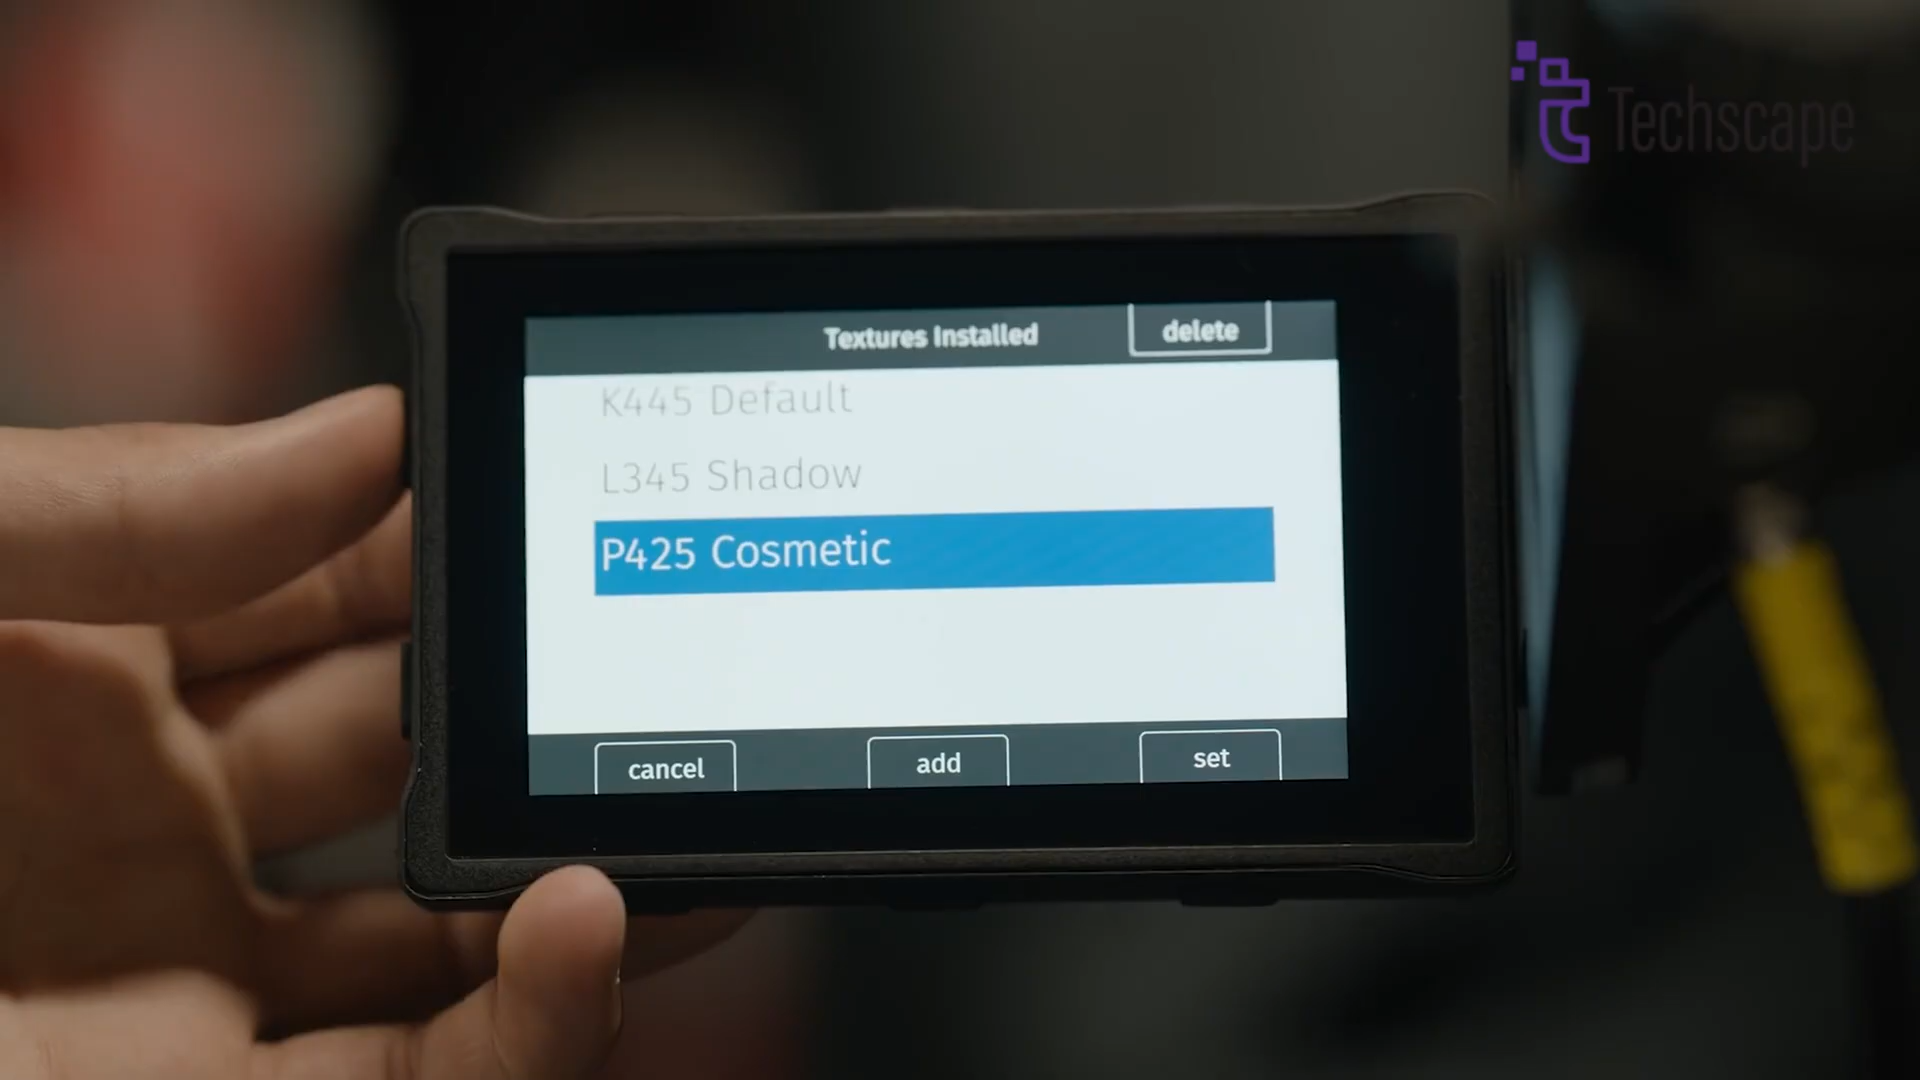 Techscape
Textures Installed
delete
K445 Default
L345 Shadow
P425 Cosmetic
cancel
add
set